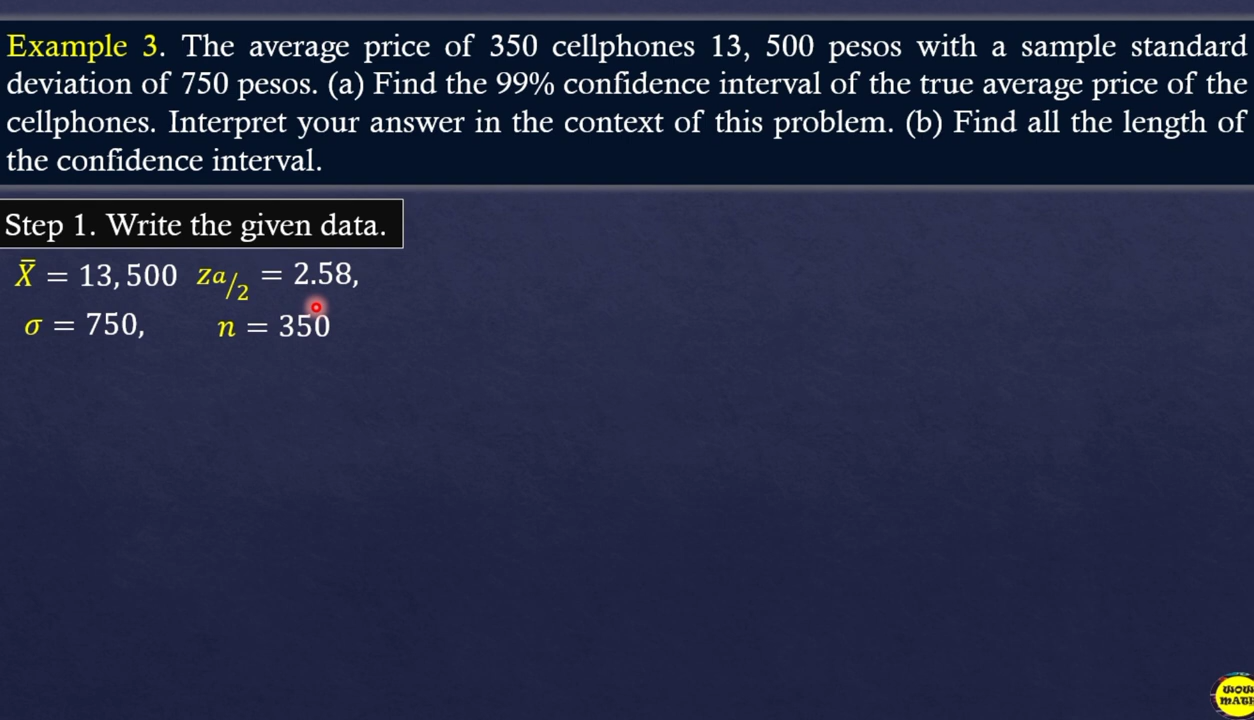 Example 3. The average price of 350 cellphones 13, 500 pesos with a sample standard
deviation of 750 pesos. (a) Find the 99% confidence interval of the true average price of the
cellphones. Interpret your answer in the context of this problem. (b) Find all the length of
the confidence interval.
Step 1. Write the given data.
X̄ = 13,500 za/2 = 2.58,
σ = 750, n = 350
WOW
MATH